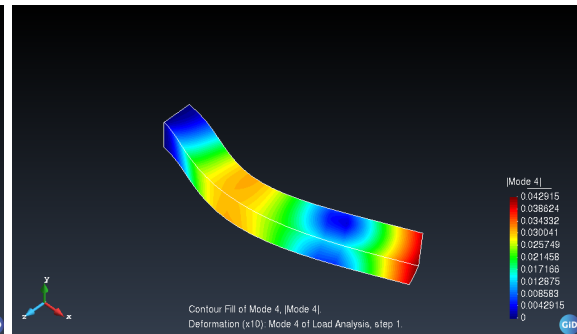 |Mode 4|
0.042915
0.038624
0.034332
0.030041
0.025749
0.021458
0.017166
0.012875
0.008583
0.0042915
0
y
z
x
Contour Fill of Mode 4, |Mode 4|.
Deformation (x10): Mode 4 of Load Analysis, step 1.
GiD